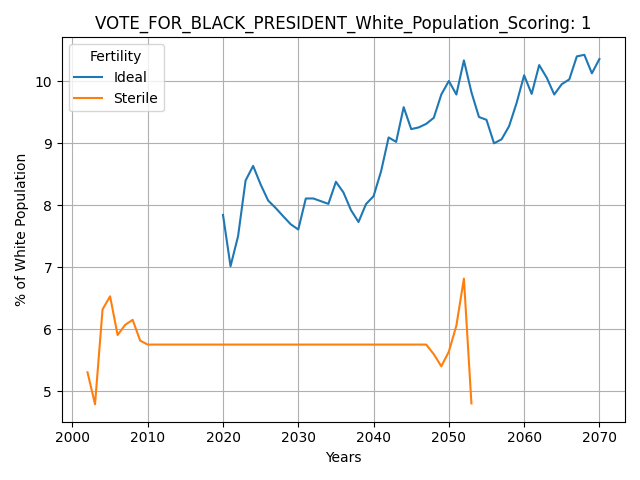 VOTE_FOR_BLACK_PRESIDENT_White_Population_Scoring: 1
Fertility
Ideal
Sterile
% of White Population
10
9
8
7
6
5
2000 2010 2020 2030 2040 2050 2060 2070
Years